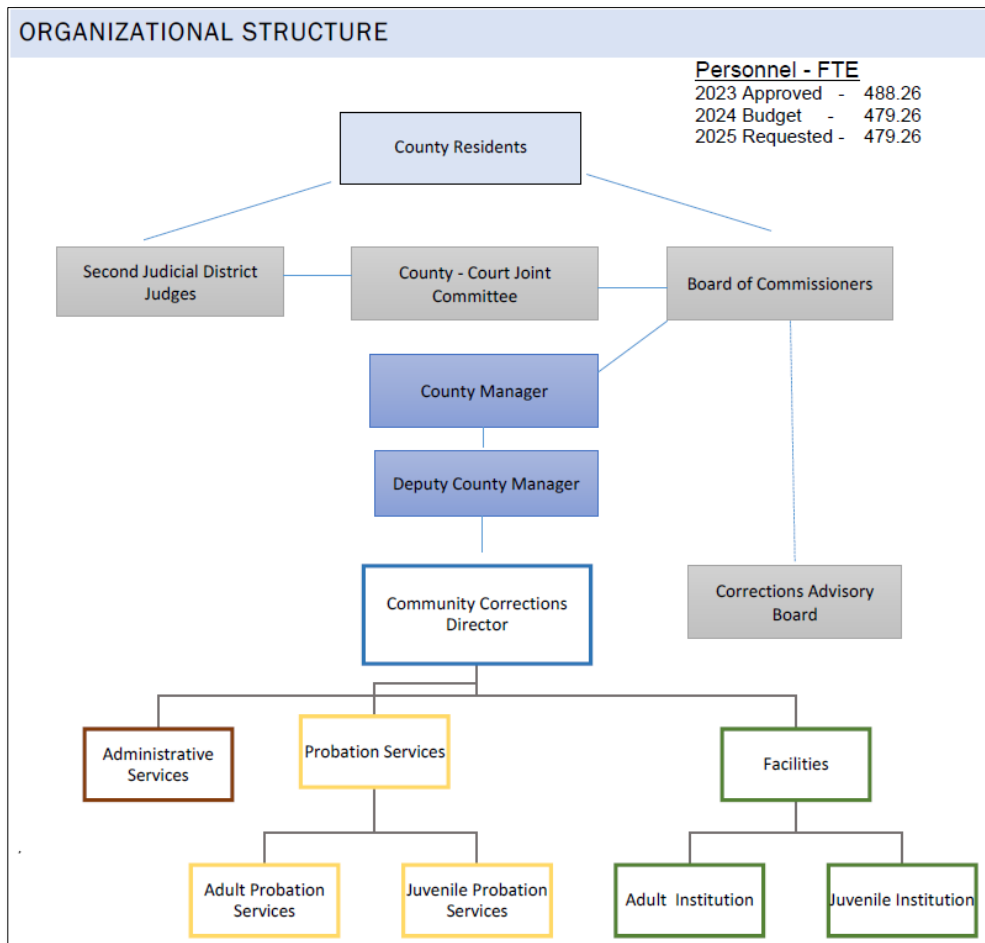 ORGANIZATIONAL STRUCTURE
Personnel - FTE
2023 Approved - 488.26
2024 Budget - 479.26
2025 Requested - 479.26
County Residents
Second Judicial District
Judges
County - Court Joint
Committee
Board of Commissioners
County Manager
Deputy County Manager
Community Corrections
Director
Corrections Advisory
Board
Administrative
Services
Probation Services
Facilities
Adult Probation
Services
Juvenile Probation
Services
Adult Institution
Juvenile Institution